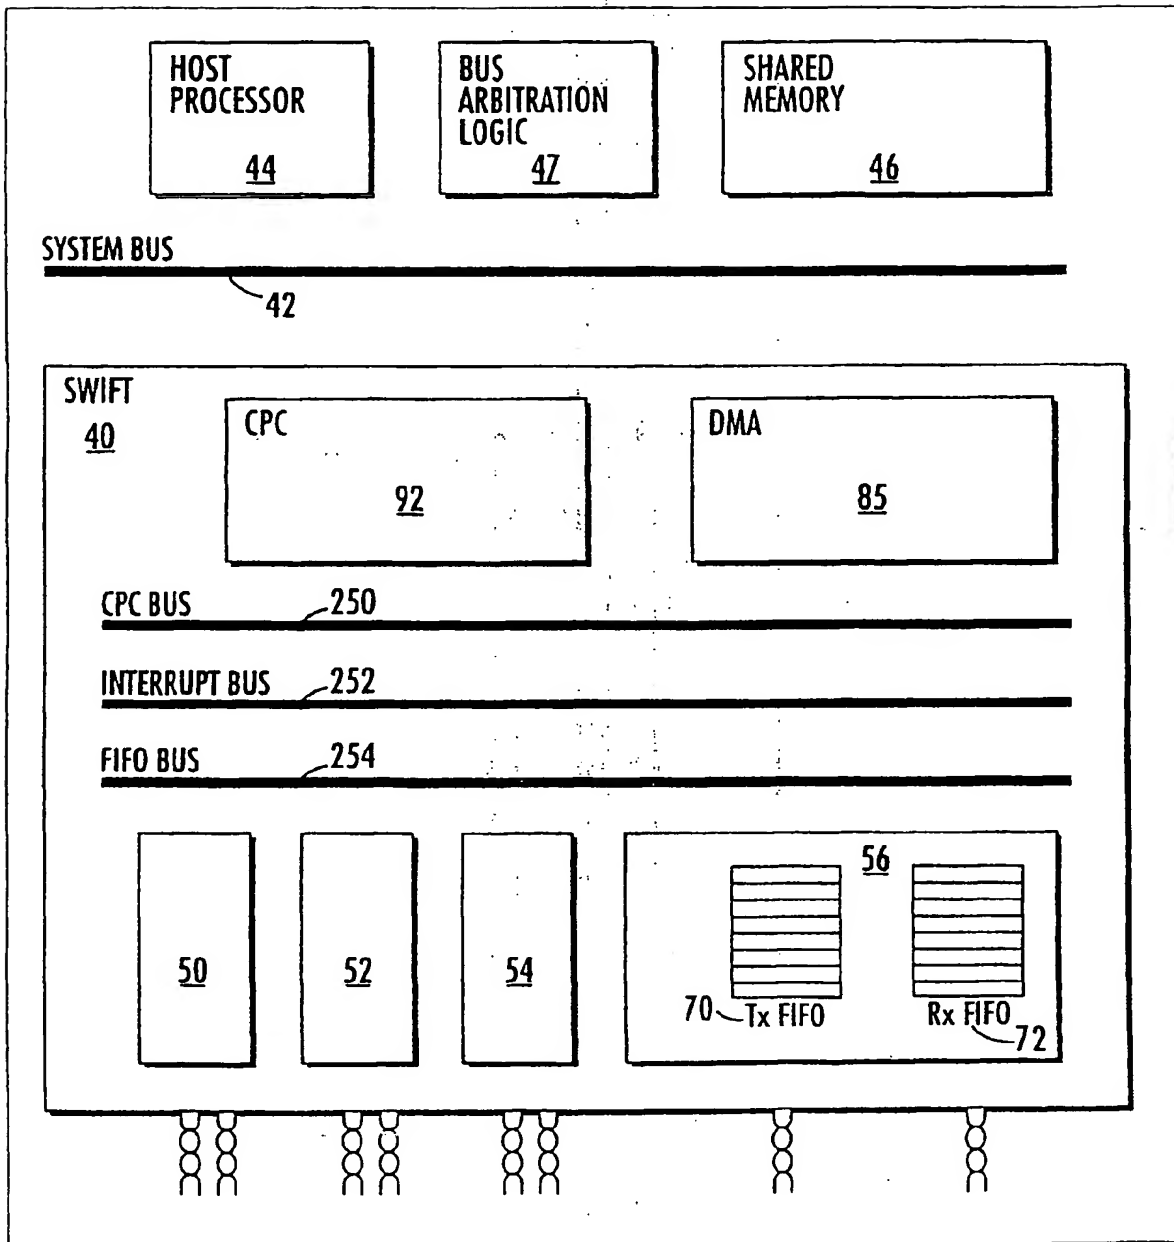 HOST
PROCESSOR
44
BUS
ARBITRATION
LOGIC
47
SHARED
MEMORY
46
SYSTEM BUS
42
SWIFT
40
CPC
92
DMA
85
CPC BUS
250
INTERRUPT BUS
252
FIFO BUS
254
50
52
54
56
70
Tx FIFO
Rx FIFO
72